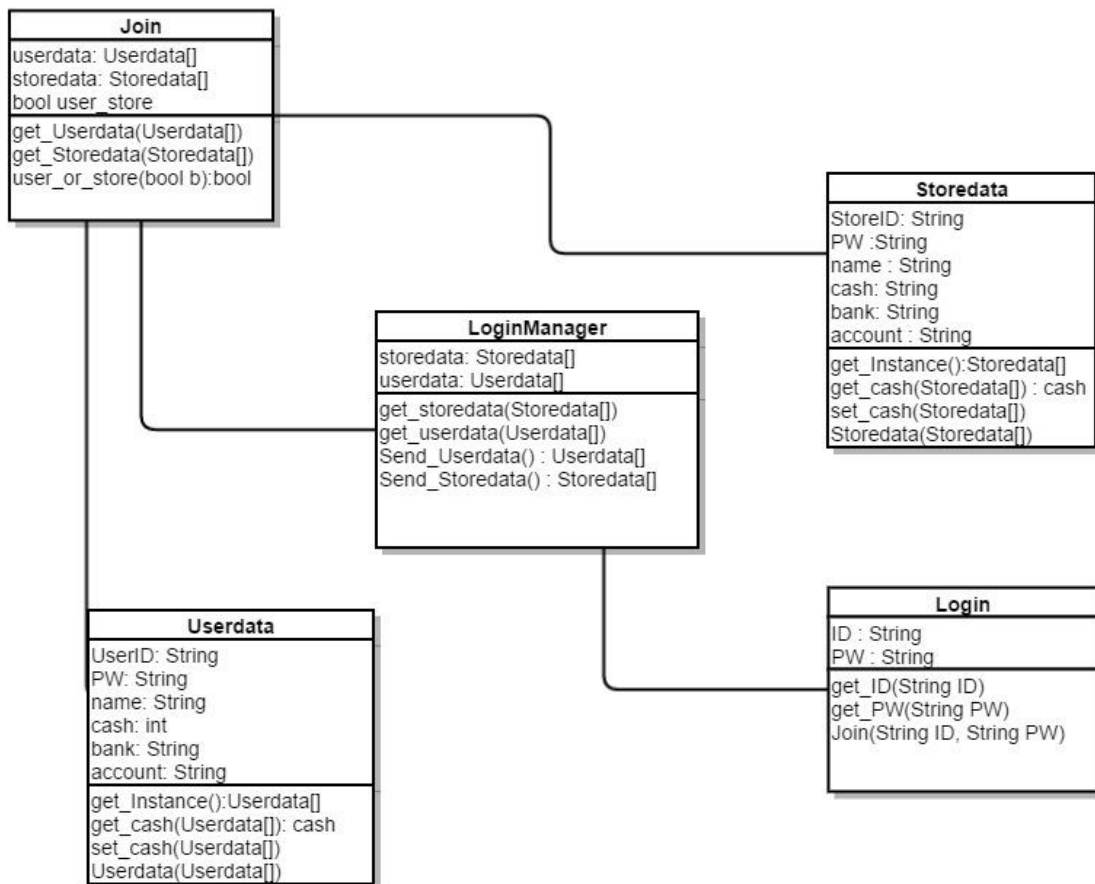 Join
userdata: Userdata[]
storedata: Storedata[]
bool user_store
get_Userdata(Userdata[])
get_Storedata(Storedata[])
user_or_store(bool b):bool
Storedata
StoreID: String
PW :String
name : String
cash: String
bank: String
account : String
get_Instance():Storedata[]
get_cash(Storedata[]) : cash
set_cash(Storedata[])
Storedata(Storedata[])
LoginManager
storedata: Storedata[]
userdata: Userdata[]
get_storedata(Storedata[])
get_userdata(Userdata[])
Send_Userdata() : Userdata[]
Send_Storedata() : Storedata[]
Login
ID : String
PW : String
get_ID(String ID)
get_PW(String PW)
Join(String ID, String PW)
Userdata
UserID: String
PW: String
name: String
cash: int
bank: String
account: String
get_Instance():Userdata[]
get_cash(Userdata[]): cash
set_cash(Userdata[])
Userdata(Userdata[])